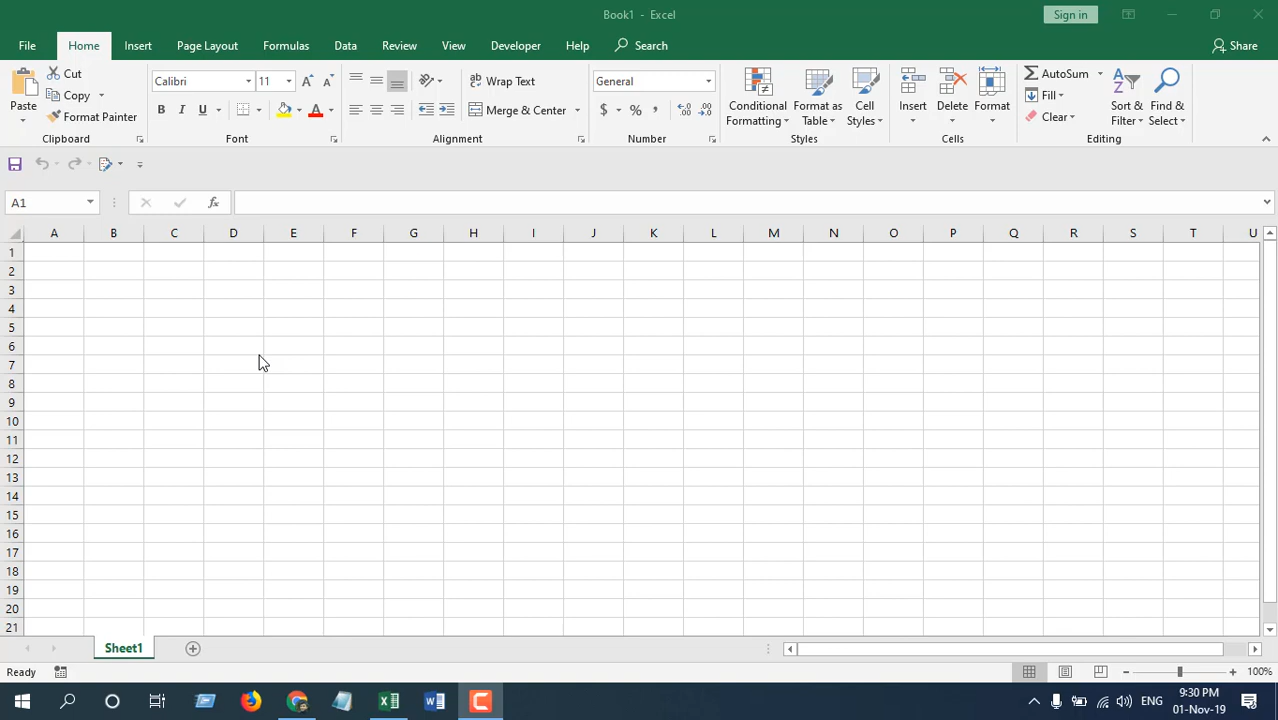 Book1 - Excel
Sign in
File Home Insert Page Layout Formulas Data Review View Developer Help Search Share
Paste
Cut
Copy
Format Painter
Clipboard
Calibri 11
B I U
Font
Wrap Text
Merge & Center
Alignment
General
$ % ,
Number
Conditional Formatting
Format as Table
Cell Styles
Styles
Insert
Delete
Format
Cells
AutoSum
Fill
Clear
Sort & Filter
Find & Select
Editing
A1 fx
A B C D E F G H I J K L M N O P Q R S T U
1
2
3
4
5
6
7
8
9
10
11
12
13
14
15
16
17
18
19
20
21
Sheet1
Ready 100%
ENG
9:30 PM
01-Nov-19